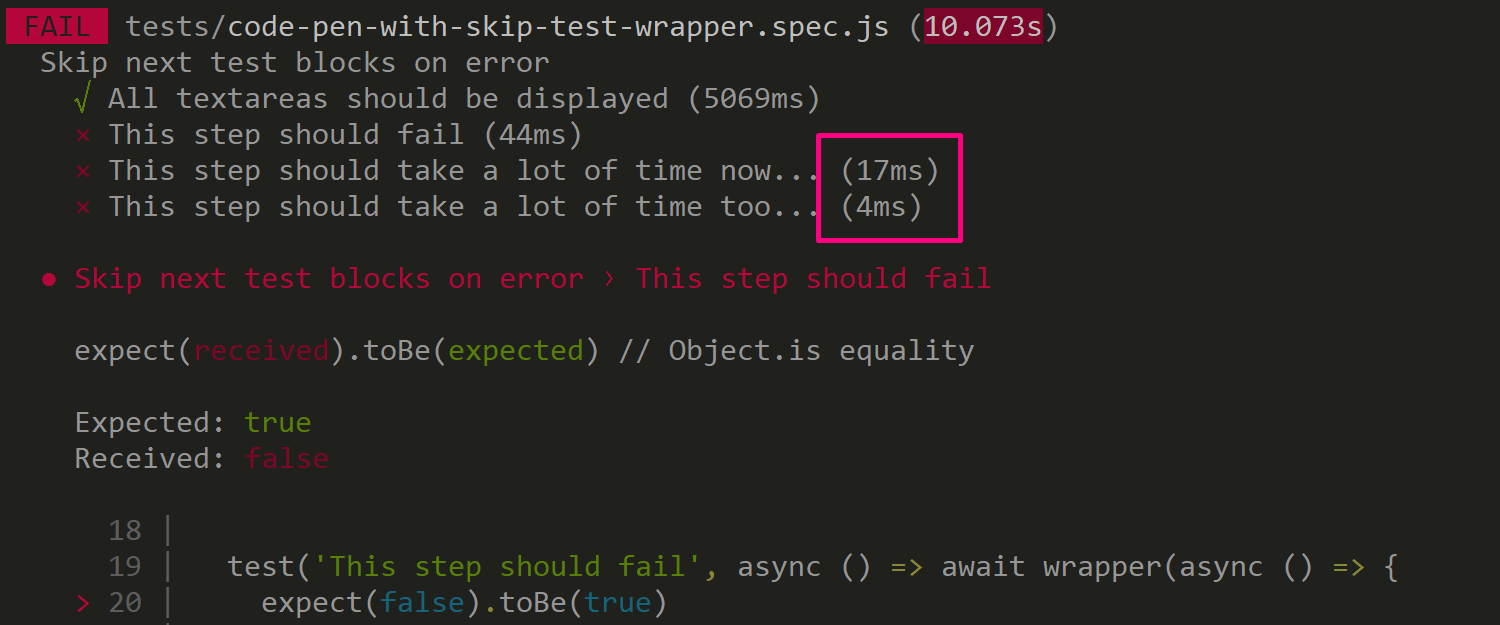 FAIL tests/code-pen-with-skip-test-wrapper.spec.js (10.073s)
Skip next test blocks on error
√ All textareas should be displayed (5069ms)
× This step should fail (44ms)
× This step should take a lot of time now... (17ms)
× This step should take a lot of time too... (4ms)
● Skip next test blocks on error › This step should fail
expect(received).toBe(expected) // Object.is equality
Expected: true
Received: false
18 |
19 | test('This step should fail', async () => await wrapper(async () => {
> 20 | expect(false).toBe(true)